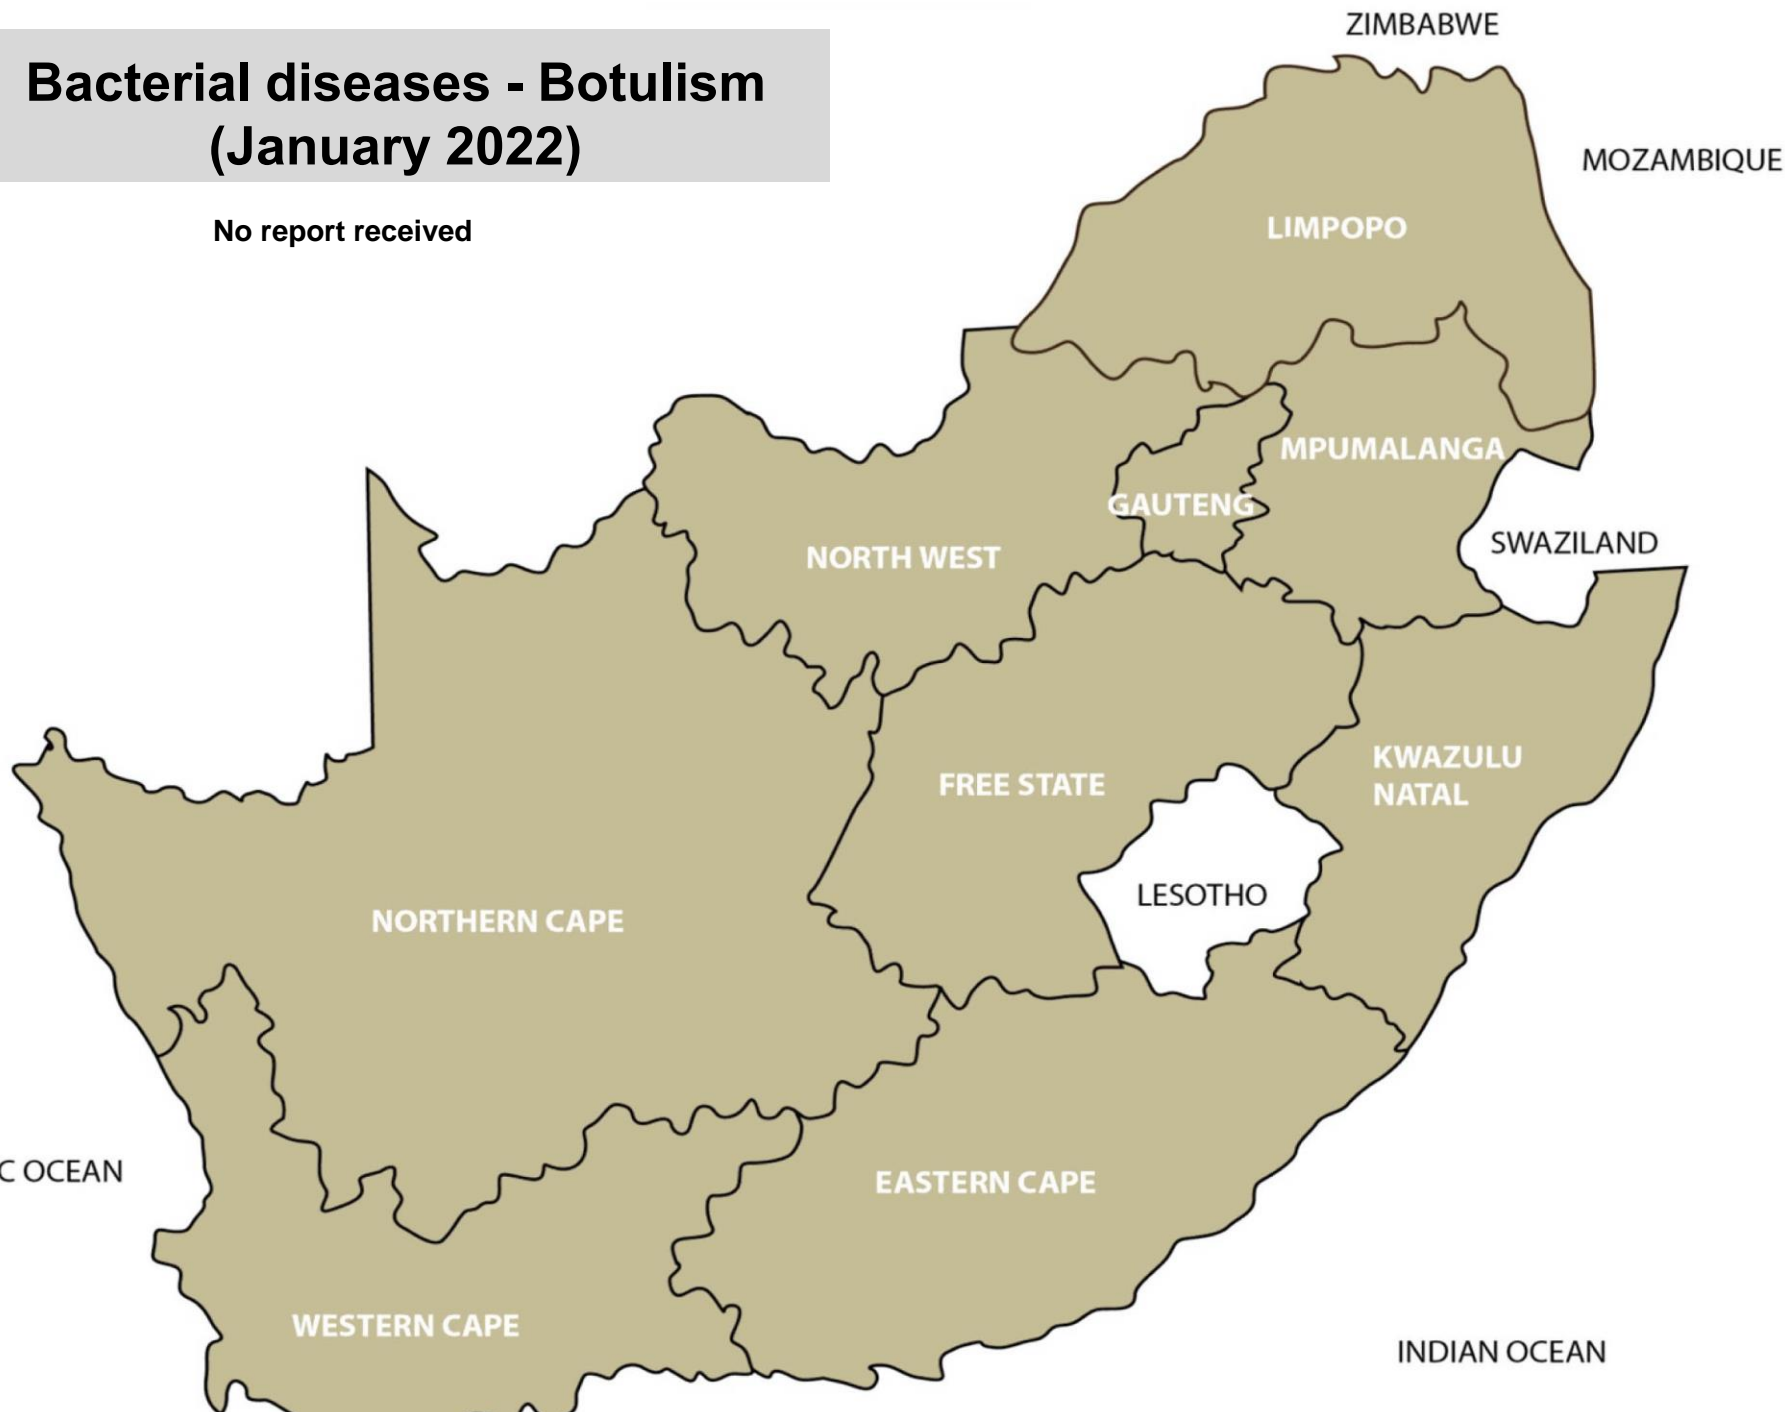 ZIMBABWE
Bacterial diseases - Botulism
(January 2022)
MOZAMBIQUE
No report received
LIMPOPO
MPUMALANGA
GAUTENG
SWAZILAND
NORTH WEST
KWAZULU
NATAL
FREE STATE
LESOTHO
NORTHERN CAPE
C OCEAN
EASTERN CAPE
WESTERN CAPE
INDIAN OCEAN